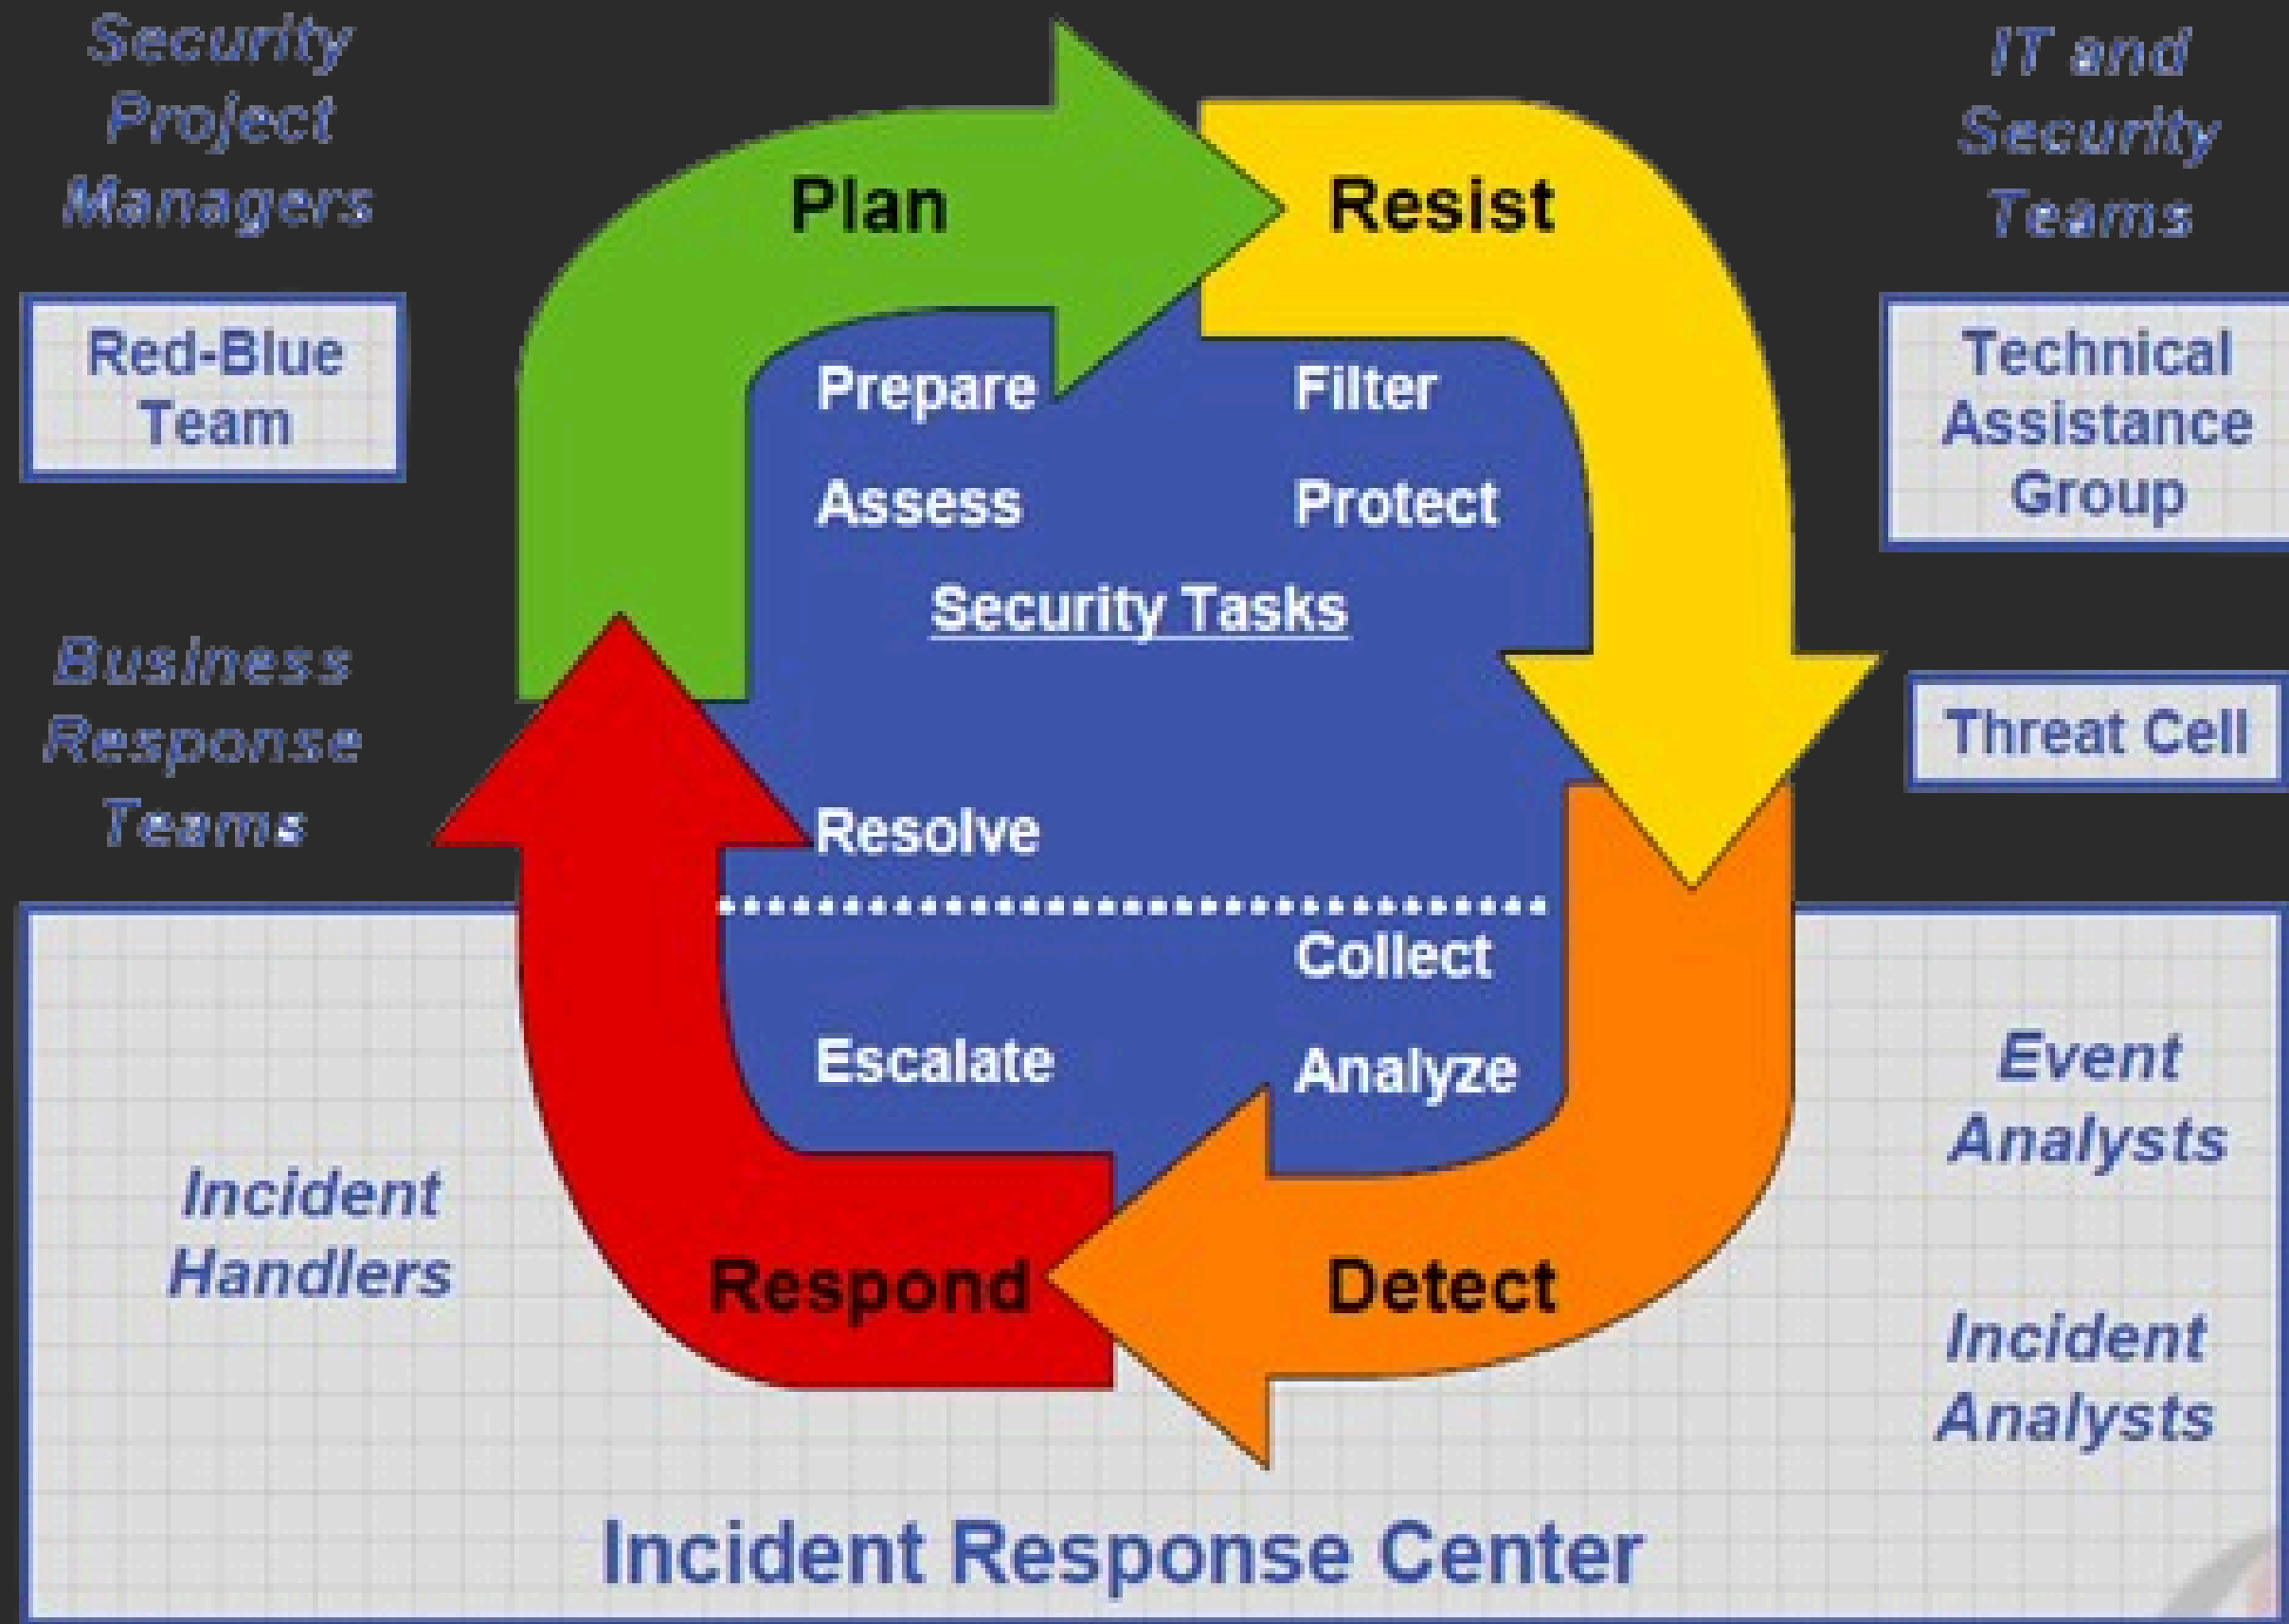 Security
Project
Managers
IT and
Security
Teams
Plan
Resist
Red-Blue
Team
Technical
Assistance
Group
Prepare
Filter
Assess
Protect
Security Tasks
Business
Response
Teams
Threat Cell
Resolve
Collect
Escalate
Analyze
Event
Analysts
Incident
Handlers
Respond
Detect
Incident
Analysts
Incident Response Center